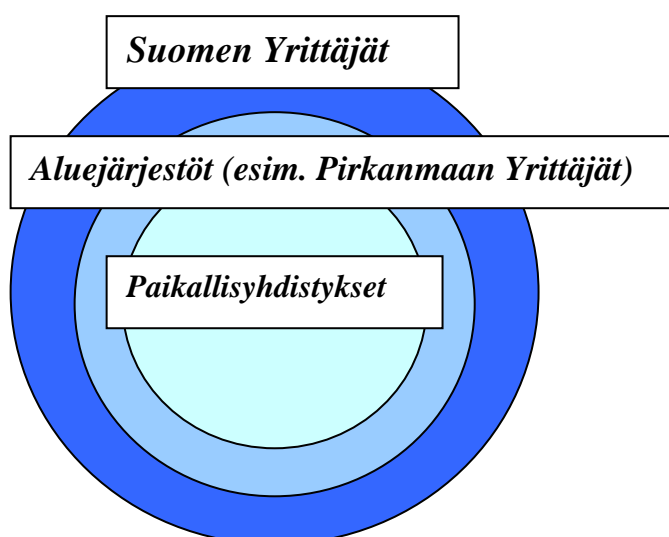 Suomen Yrittäjät
Aluejärjestöt (esim. Pirkanmaan Yrittäjät)
Paikallisyhdistykset